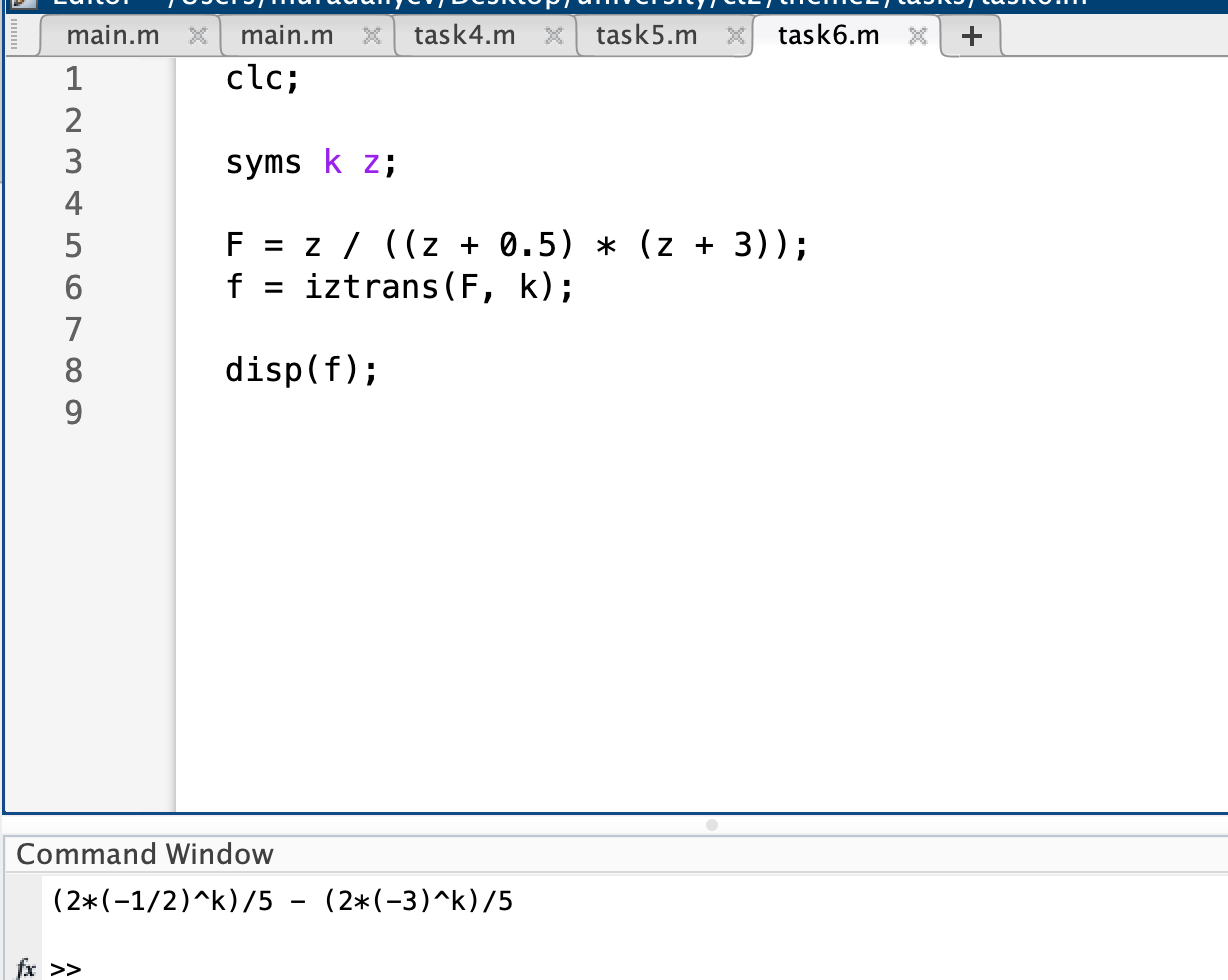 main.m main.m task4.m task5.m task6.m +
1 clc;
2
3 syms k z;
4
5 F = z / ((z + 0.5) * (z + 3));
6 f = iztrans(F, k);
7
8 disp(f);
9
Command Window
(2*(-1/2)^k)/5 - (2*(-3)^k)/5
fx >>